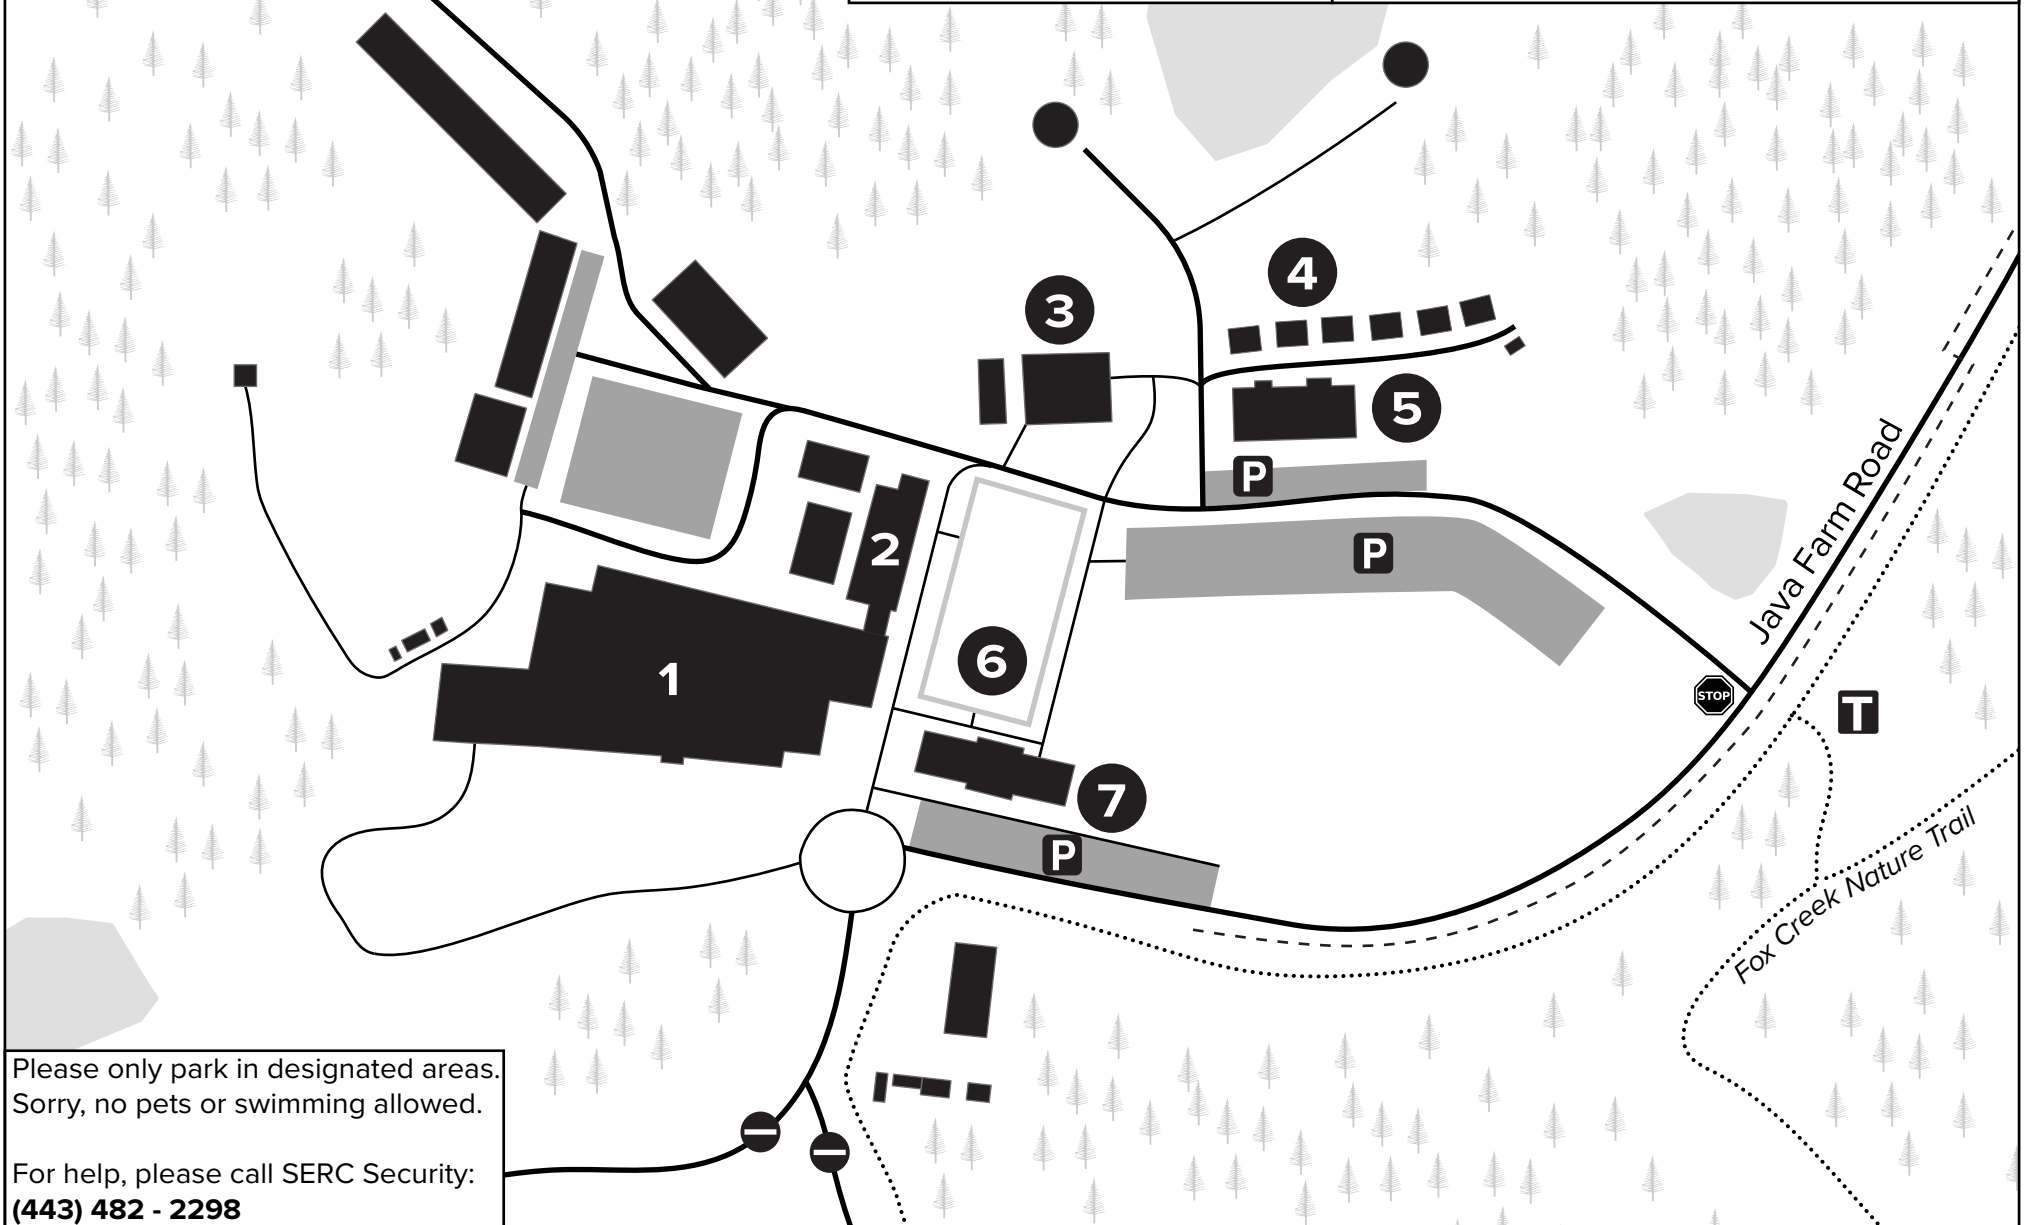 4
3
5
P
Java Farm Road
2
P
6
1
STOP
T
7
P
Fox Creek Nature Trail
Please only park in designated areas.
Sorry, no pets or swimming allowed.
For help, please call SERC Security:
(443) 482 - 2298